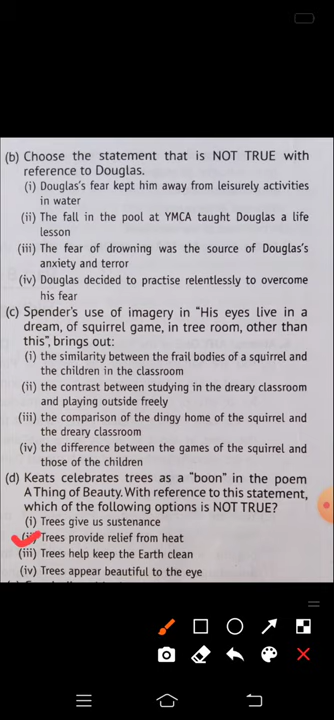 (b) Choose the statement that is NOT TRUE with
reference to Douglas.
(i) Douglas's fear kept him away from leisurely activities
in water
(ii) The fall in the pool at YMCA taught Douglas a life
lesson
(iii) The fear of drowning was the source of Douglas's
anxiety and terror
(iv) Douglas decided to practise relentlessly to overcome
his fear
(c) Spender's use of imagery in "His eyes live in a
dream, of squirrel game, in tree room, other than
this", brings out:
(i) the similarity between the frail bodies of a squirrel and
the children in the classroom
(ii) the contrast between studying in the dreary classroom
and playing outside freely
(iii) the comparison of the dingy home of the squirrel and
the dreary classroom
(iv) the difference between the games of the squirrel and
those of the children
(d) Keats celebrates trees as a "boon" in the poem
A Thing of Beauty. With reference to this statement,
which of the following options is NOT TRUE?
(i) Trees give us sustenance
(ii) Trees provide relief from heat
(iii) Trees help keep the Earth clean
(iv) Trees appear beautiful to the eye